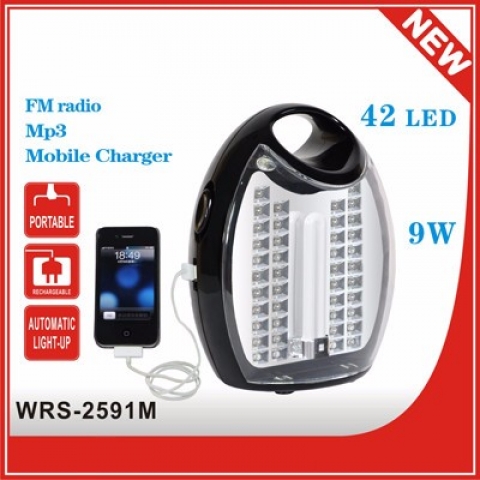 NEW
FM radio
Mp3
Mobile Charger
42 LED
9W
PORTABLE
RECHARGEABLE
AUTOMATIC
LIGHT-UP
18:49
WRS-2591M